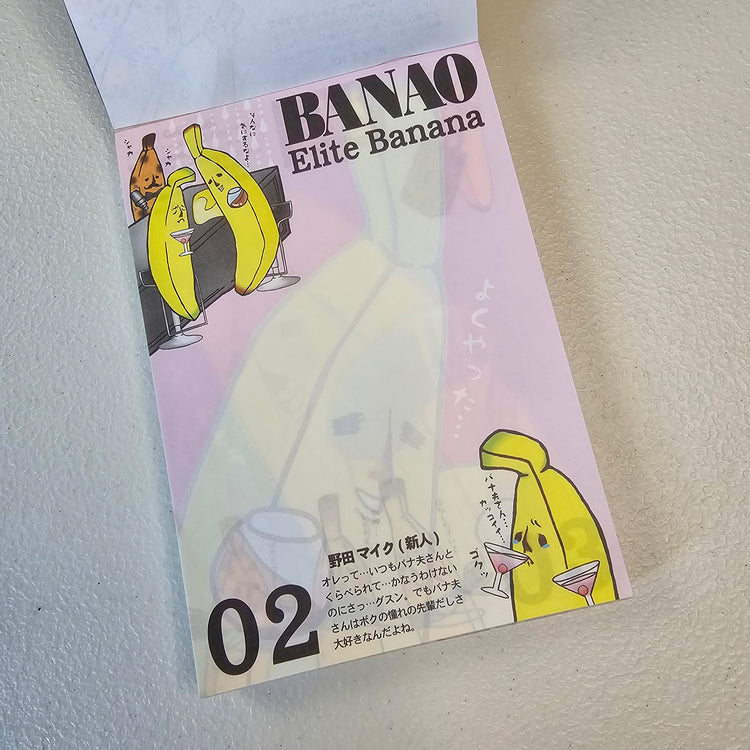 BANAO
Elite Banana
シャカ
シャカ
そんなに
気にするなよ…
ようやった…
バナ夫さん…
カッコイイ…
ゴクッ
野田 マイク (新人)
オレって…いつもバナ夫さんと
くらべられて…かなうわけない
のにさっ…グスン。でもバナ夫
さんはボクの憧れの先輩だしさ
大好きなんだよね。
02
03